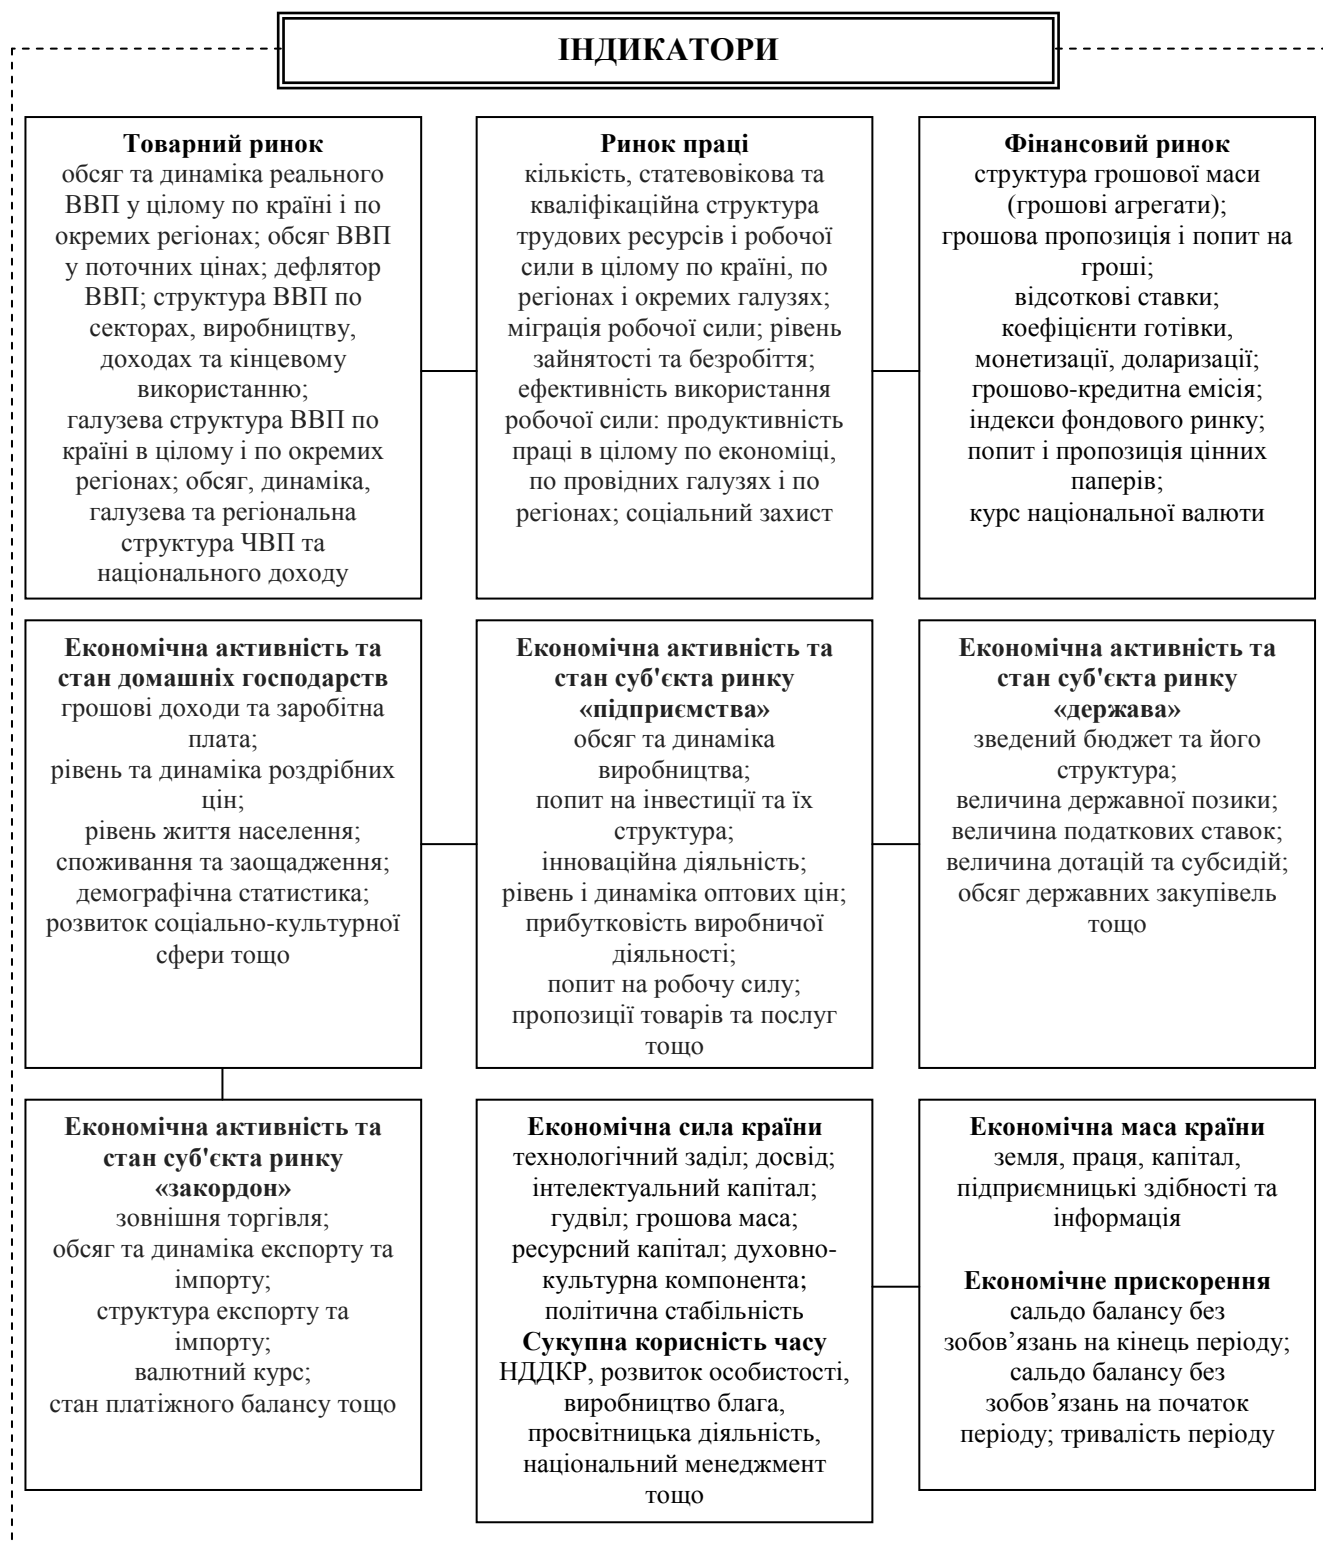 ІНДИКАТОРИ
Товарний ринок
обсяг та динаміка реального
ВВП у цілому по країні і по
окремих регіонах; обсяг ВВП
у поточних цінах; дефлятор
ВВП; структура ВВП по
секторах, виробництву,
доходах та кінцевому
використанню;
галузева структура ВВП по
країні в цілому і по окремих
регіонах; обсяг, динаміка,
галузева та регіональна
структура ЧВП та
національного доходу
Ринок праці
кількість, статевовікова та
кваліфікаційна структура
трудових ресурсів і робочої
сили в цілому по країні, по
регіонах і окремих галузях;
міграція робочої сили; рівень
зайнятості та безробіття;
ефективність використання
робочої сили: продуктивність
праці в цілому по економіці,
по провідних галузях і по
регіонах; соціальний захист
Фінансовий ринок
структура грошової маси
(грошові агрегати);
грошова пропозиція і попит на
гроші;
відсоткові ставки;
коефіцієнти готівки,
монетизації, доларизації;
грошово-кредитна емісія;
індекси фондового ринку;
попит і пропозиція цінних
паперів;
курс національної валюти
Економічна активність та
стан домашніх господарств
грошові доходи та заробітна
плата;
рівень та динаміка роздрібних
цін;
рівень життя населення;
споживання та заощадження;
демографічна статистика;
розвиток соціально-культурної
сфери тощо
Економічна активність та
стан суб'єкта ринку
«підприємства»
обсяг та динаміка
виробництва;
попит на інвестиції та їх
структура;
інноваційна діяльність;
рівень і динаміка оптових цін;
прибутковість виробничої
діяльності;
попит на робочу силу;
пропозиції товарів та послуг
тощо
Економічна активність та
стан суб'єкта ринку
«держава»
зведений бюджет та його
структура;
величина державної позики;
величина податкових ставок;
величина дотацій та субсидій;
обсяг державних закупівель
тощо
Економічна активність та
стан суб'єкта ринку
«закордон»
зовнішня торгівля;
обсяг та динаміка експорту та
імпорту;
структура експорту та
імпорту;
валютний курс;
стан платіжного балансу тощо
Економічна сила країни
технологічний заділ; досвід;
інтелектуальний капітал;
гудвіл; грошова маса;
ресурсний капітал; духовно-
культурна компонента;
політична стабільність
Сукупна корисність часу
НДДКР, розвиток особистості,
виробництво блага,
просвітницька діяльність,
національний менеджмент
тощо
Економічна маса країни
земля, праця, капітал,
підприємницькі здібності та
інформація
Економічне прискорення
сальдо балансу без
зобов’язань на кінець періоду;
сальдо балансу без
зобов’язань на початок
періоду; тривалість періоду